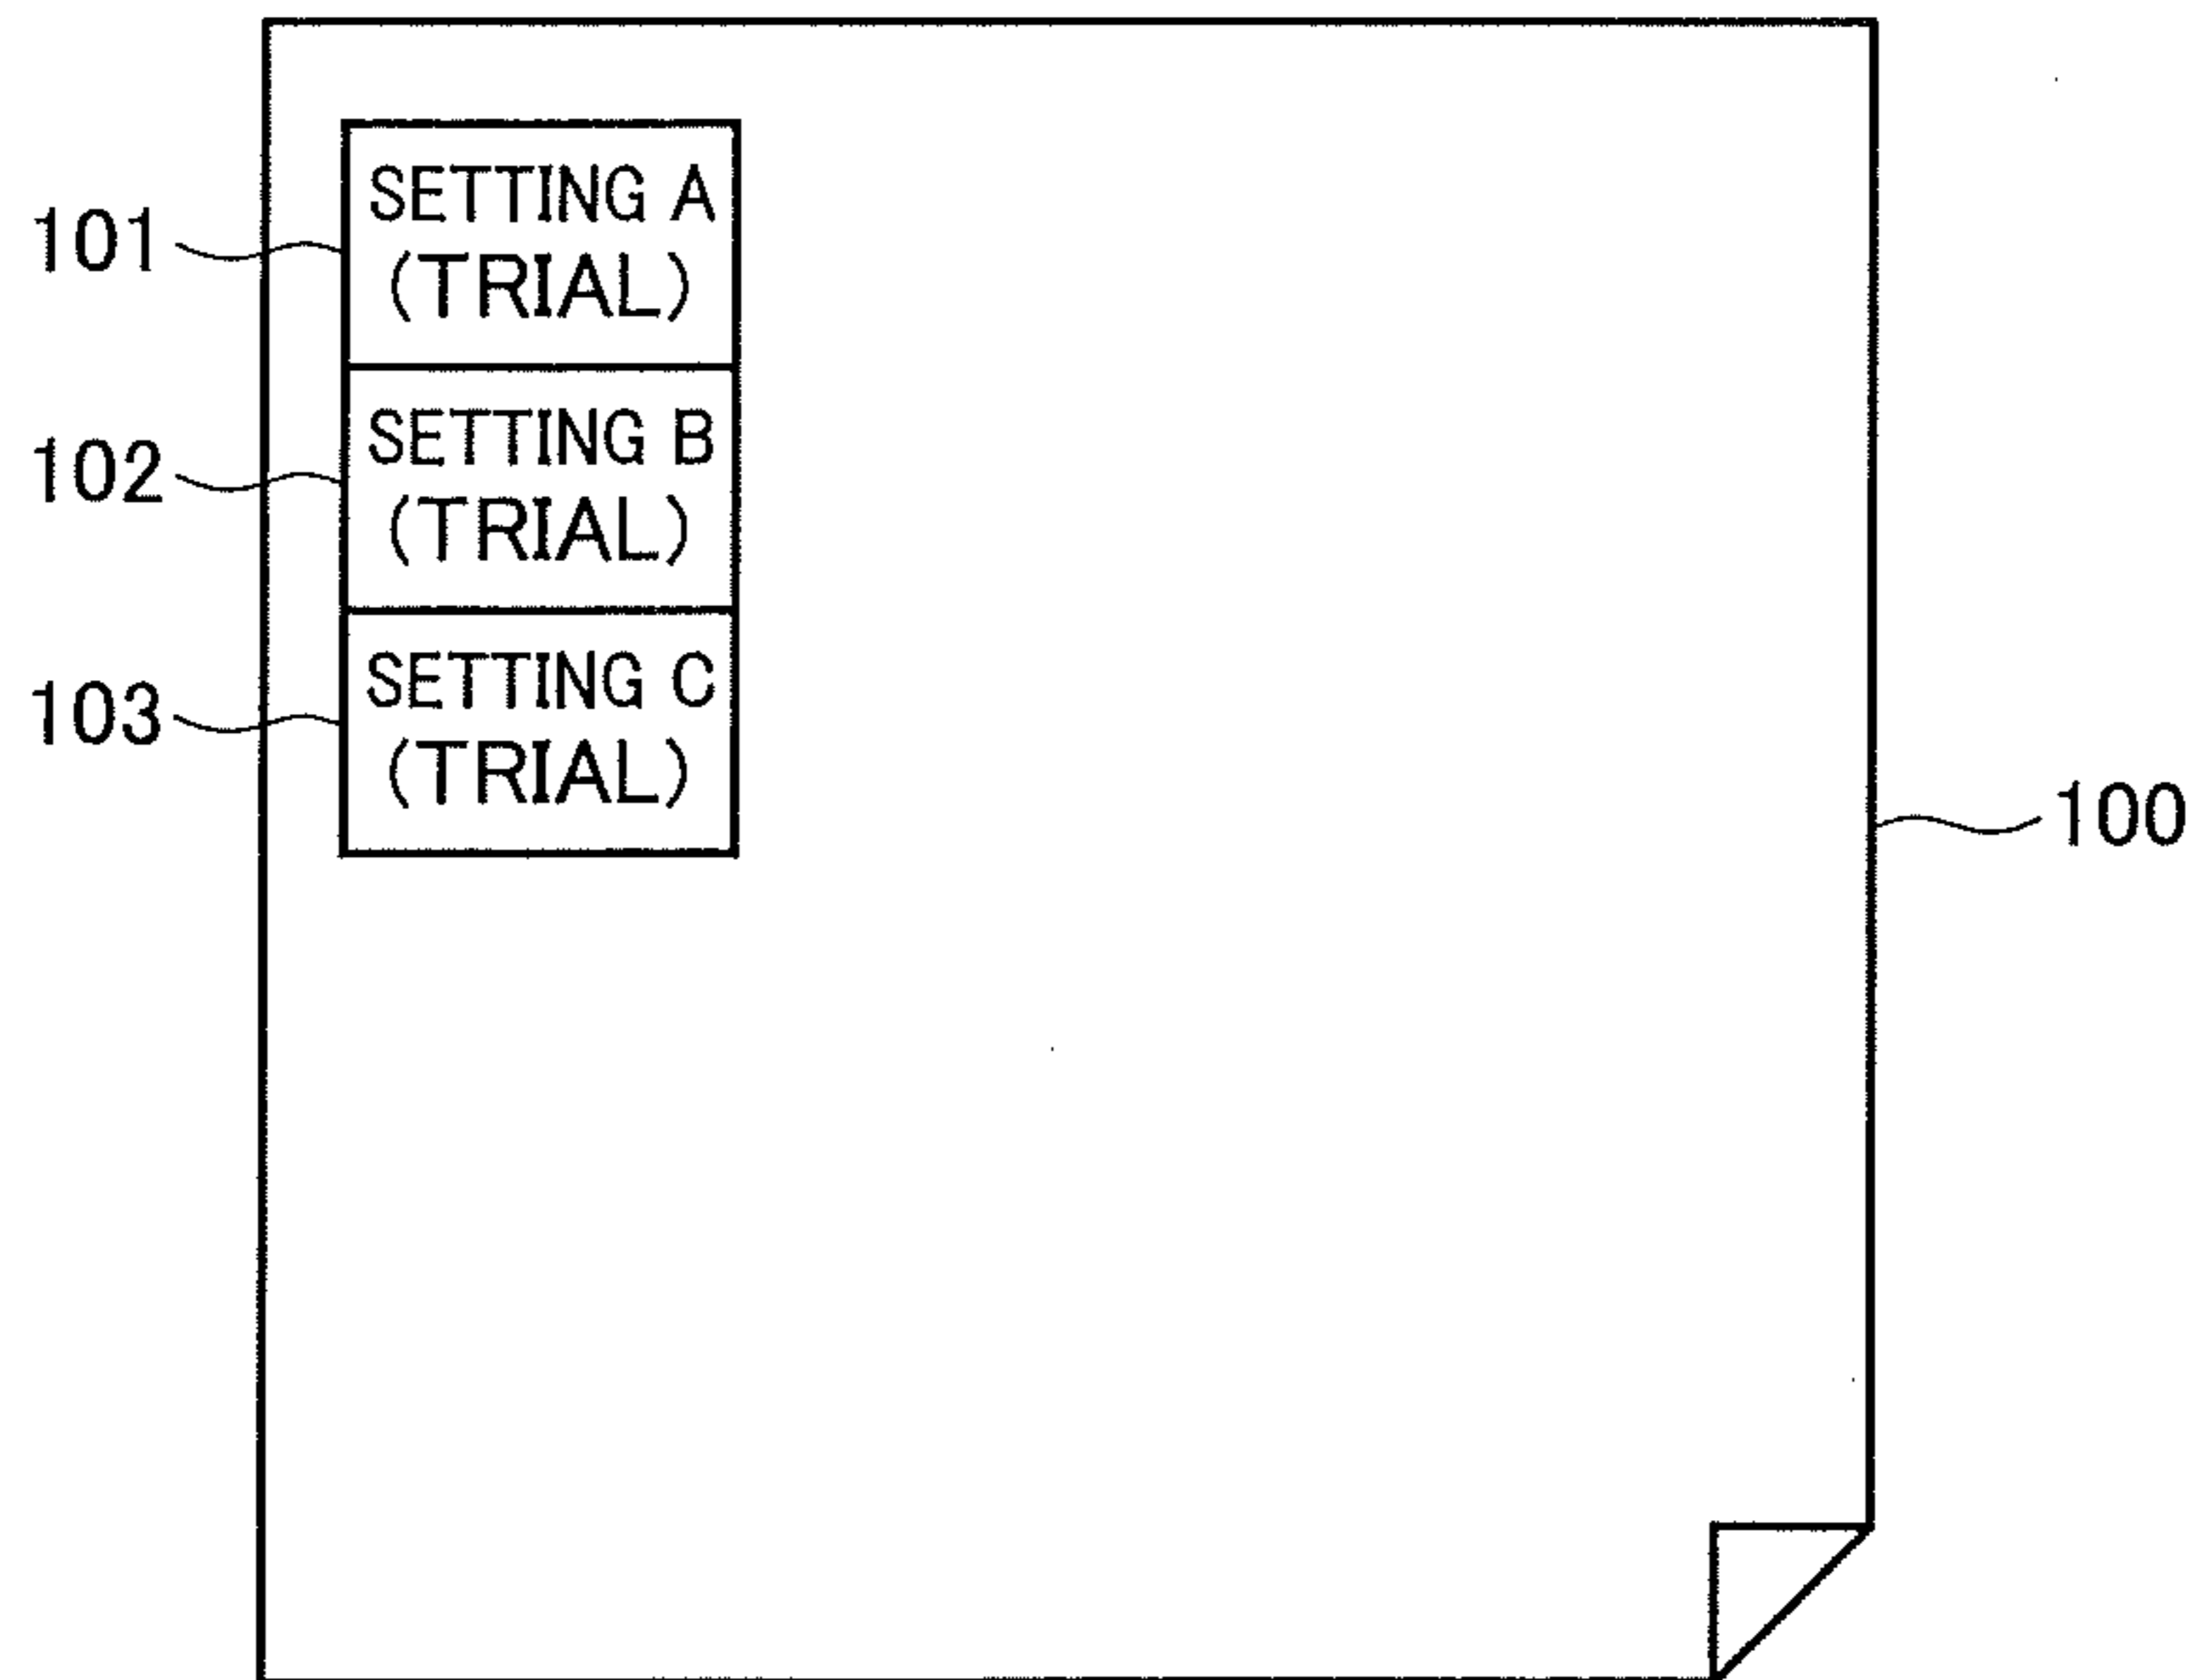 SETTING A
(TRIAL)
101
SETTING B
(TRIAL)
102
SETTING C
(TRIAL)
103
100